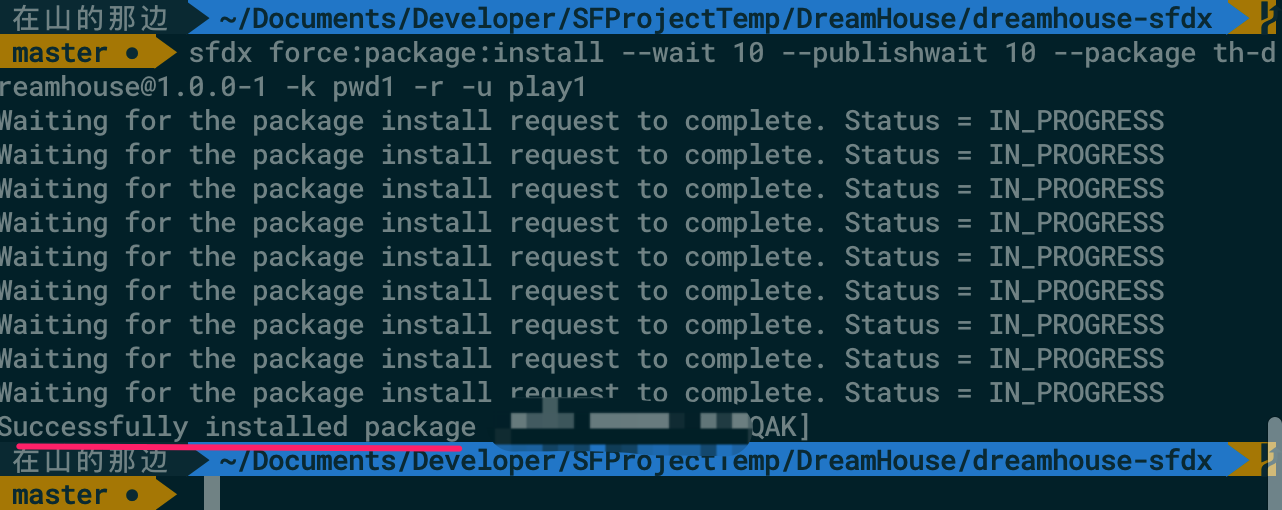 在山的那边 ~/Documents/Developer/SFProjectTemp/DreamHouse/dreamhouse-sfdx
master ● sfdx force:package:install --wait 10 --publishwait 10 --package th-d
reamhouse@1.0.0-1 -k pwd1 -r -u play1
Waiting for the package install request to complete. Status = IN_PROGRESS
Waiting for the package install request to complete. Status = IN_PROGRESS
Waiting for the package install request to complete. Status = IN_PROGRESS
Waiting for the package install request to complete. Status = IN_PROGRESS
Waiting for the package install request to complete. Status = IN_PROGRESS
Waiting for the package install request to complete. Status = IN_PROGRESS
Waiting for the package install request to complete. Status = IN_PROGRESS
Waiting for the package install request to complete. Status = IN_PROGRESS
Waiting for the package install request to complete. Status = IN_PROGRESS
Successfully installed package QAK]
在山的那边 ~/Documents/Developer/SFProjectTemp/DreamHouse/dreamhouse-sfdx
master ●